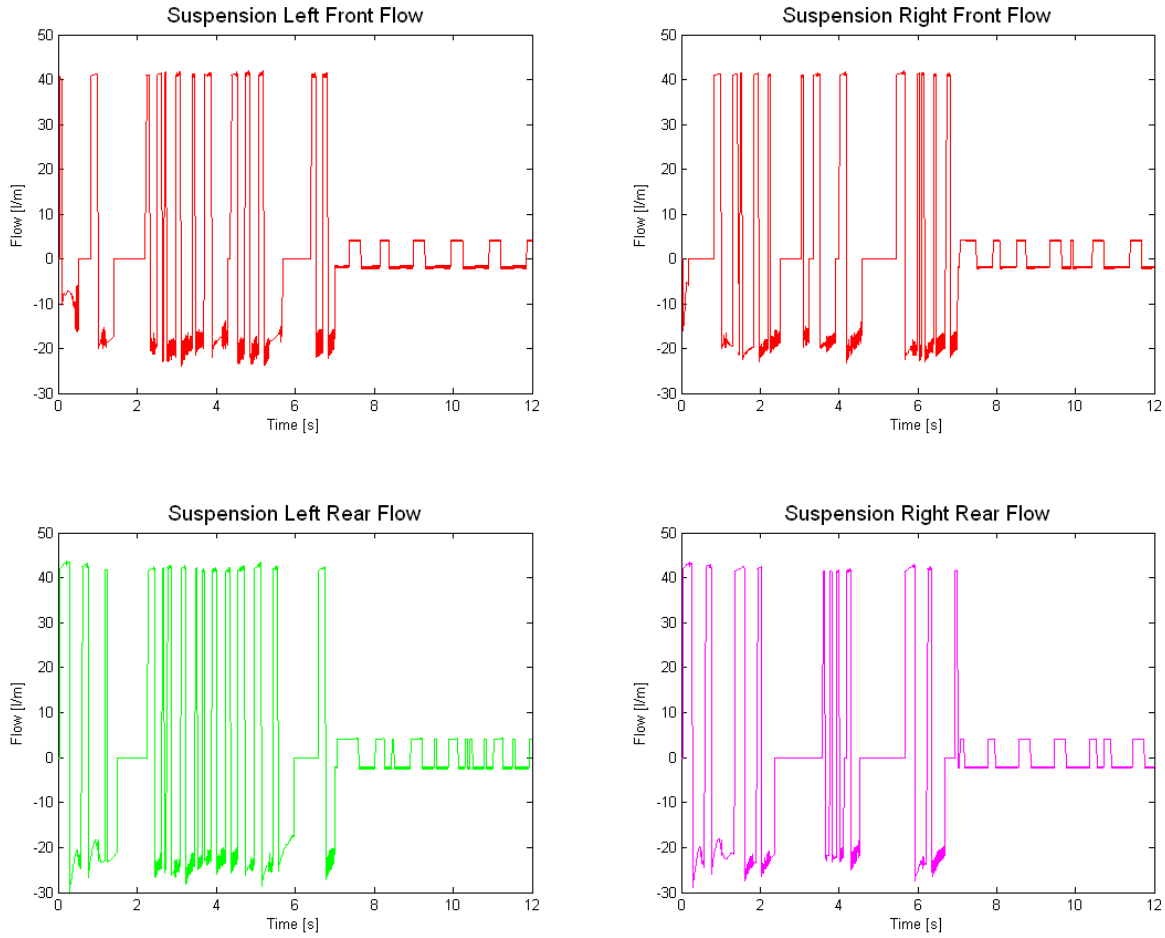 Suspension Left Front Flow
50
40
30
20
10
0
-10
-20
-30
Flow [l/m]
0 2 4 6 8 10 12
Time [s]
Suspension Right Front Flow
50
40
30
20
10
0
-10
-20
-30
Flow [l/m]
0 2 4 6 8 10 12
Time [s]
Suspension Left Rear Flow
50
40
30
20
10
0
-10
-20
-30
Flow [l/m]
0 2 4 6 8 10 12
Time [s]
Suspension Right Rear Flow
50
40
30
20
10
0
-10
-20
-30
Flow [l/m]
0 2 4 6 8 10 12
Time [s]